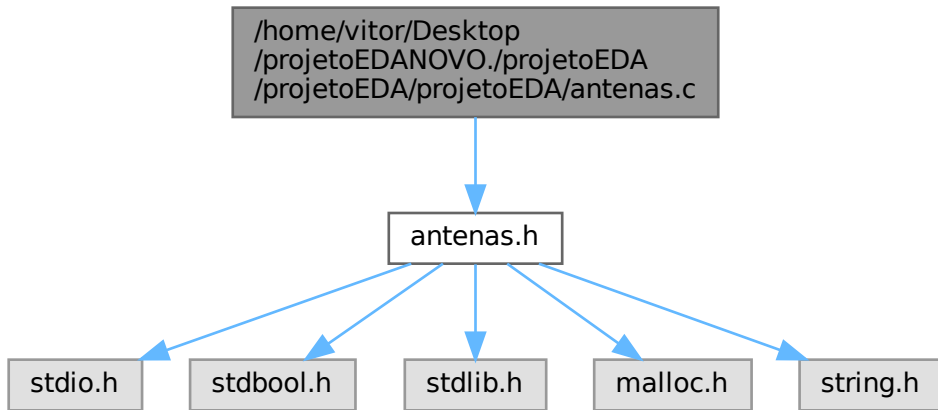 /home/vitor/Desktop
/projetoEDANOVO./projetoEDA
/projetoEDA/projetoEDA/antenas.c
antenas.h
stdio.h
stdbool.h
stdlib.h
malloc.h
string.h